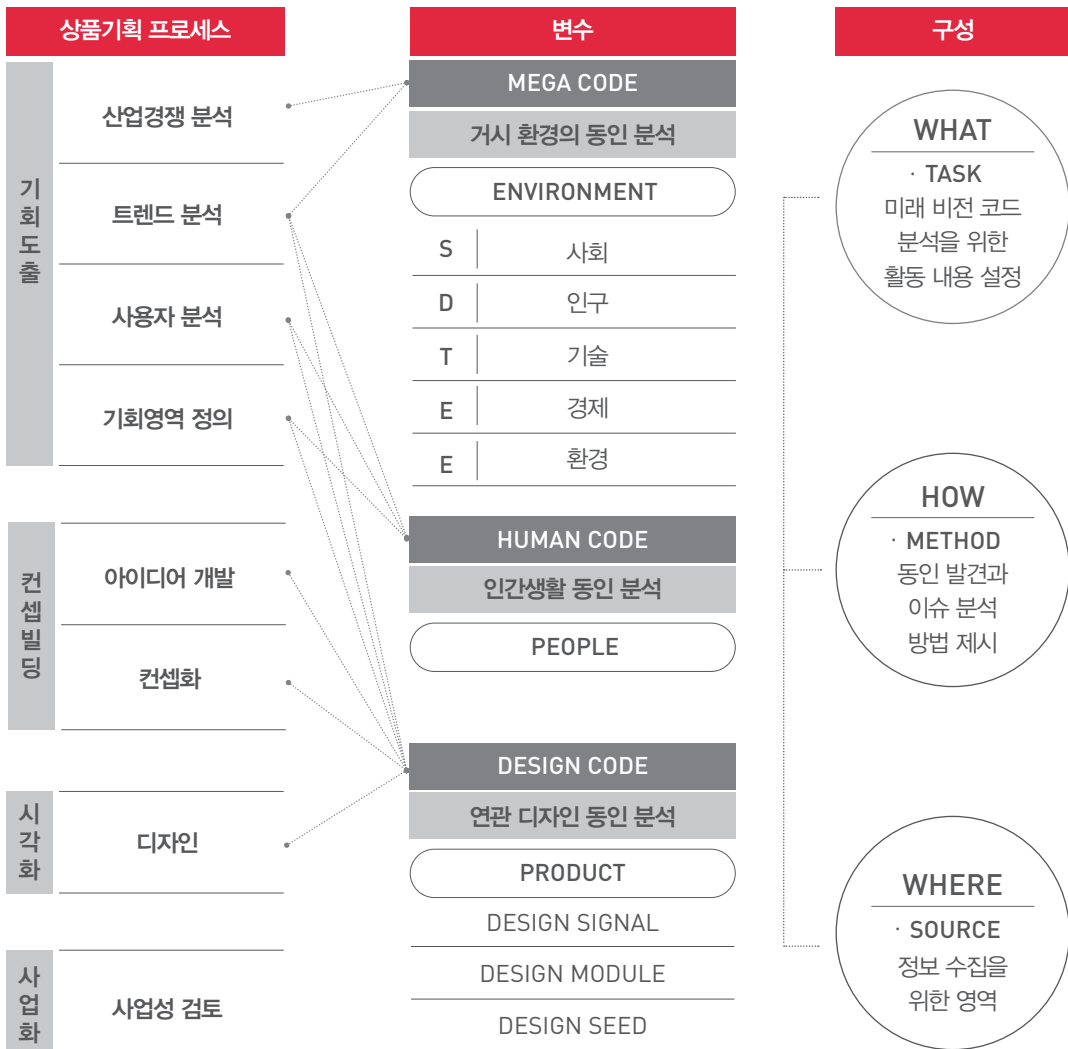 상품기획 프로세스
기회도출
산업경쟁 분석
트렌드 분석
사용자 분석
기회영역 정의
컨셉빌딩
아이디어 개발
컨셉화
시각화
디자인
사업화
사업성 검토
변수
MEGA CODE
거시 환경의 동인 분석
ENVIRONMENT
S 사회
D 인구
T 기술
E 경제
E 환경
HUMAN CODE
인간생활 동인 분석
PEOPLE
DESIGN CODE
연관 디자인 동인 분석
PRODUCT
DESIGN SIGNAL
DESIGN MODULE
DESIGN SEED
구성
WHAT
· TASK
미래 비전 코드
분석을 위한
활동 내용 설정
HOW
· METHOD
동인 발견과
이슈 분석
방법 제시
WHERE
· SOURCE
정보 수집을
위한 영역